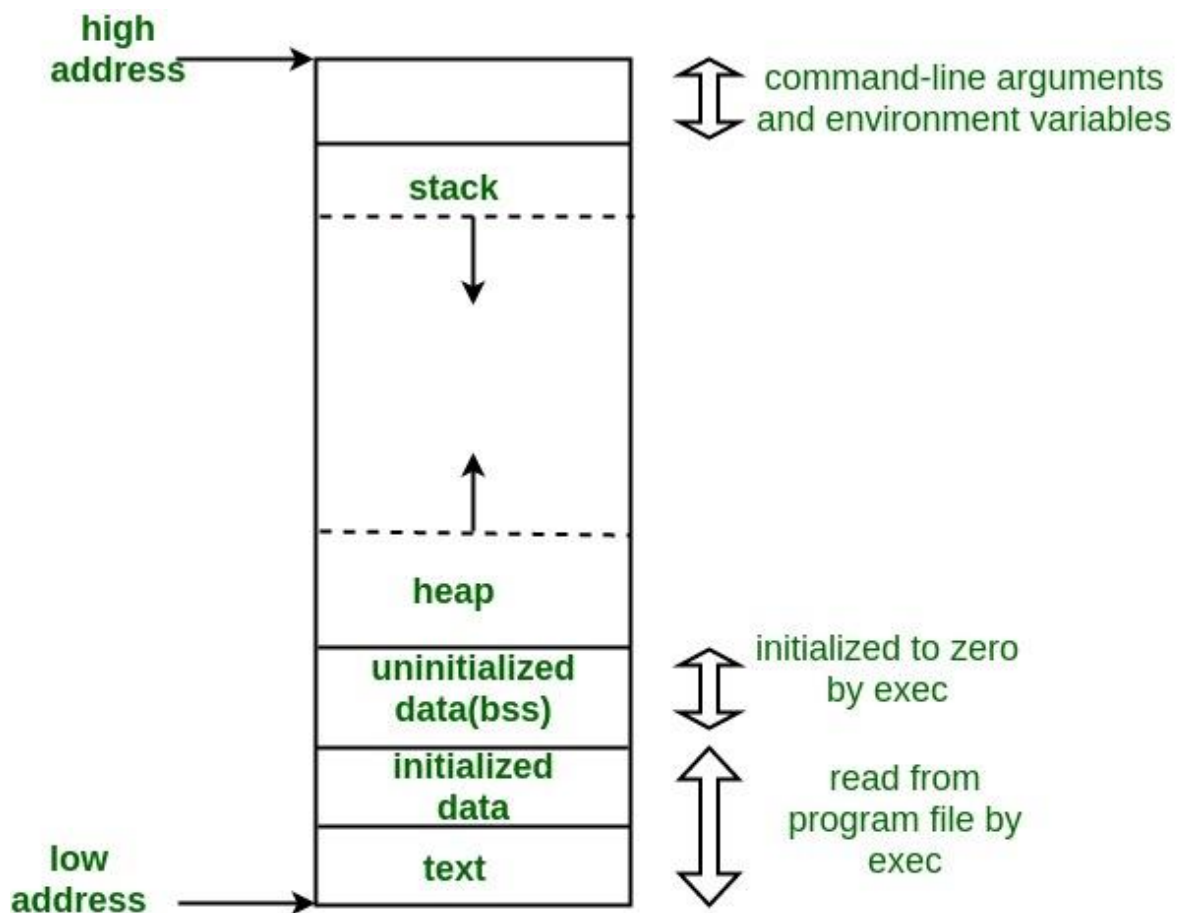 high
address
command-line arguments
and environment variables
stack
heap
uninitialized
data(bss)
initialized to zero
by exec
initialized
data
read from
program file by
exec
text
low
address